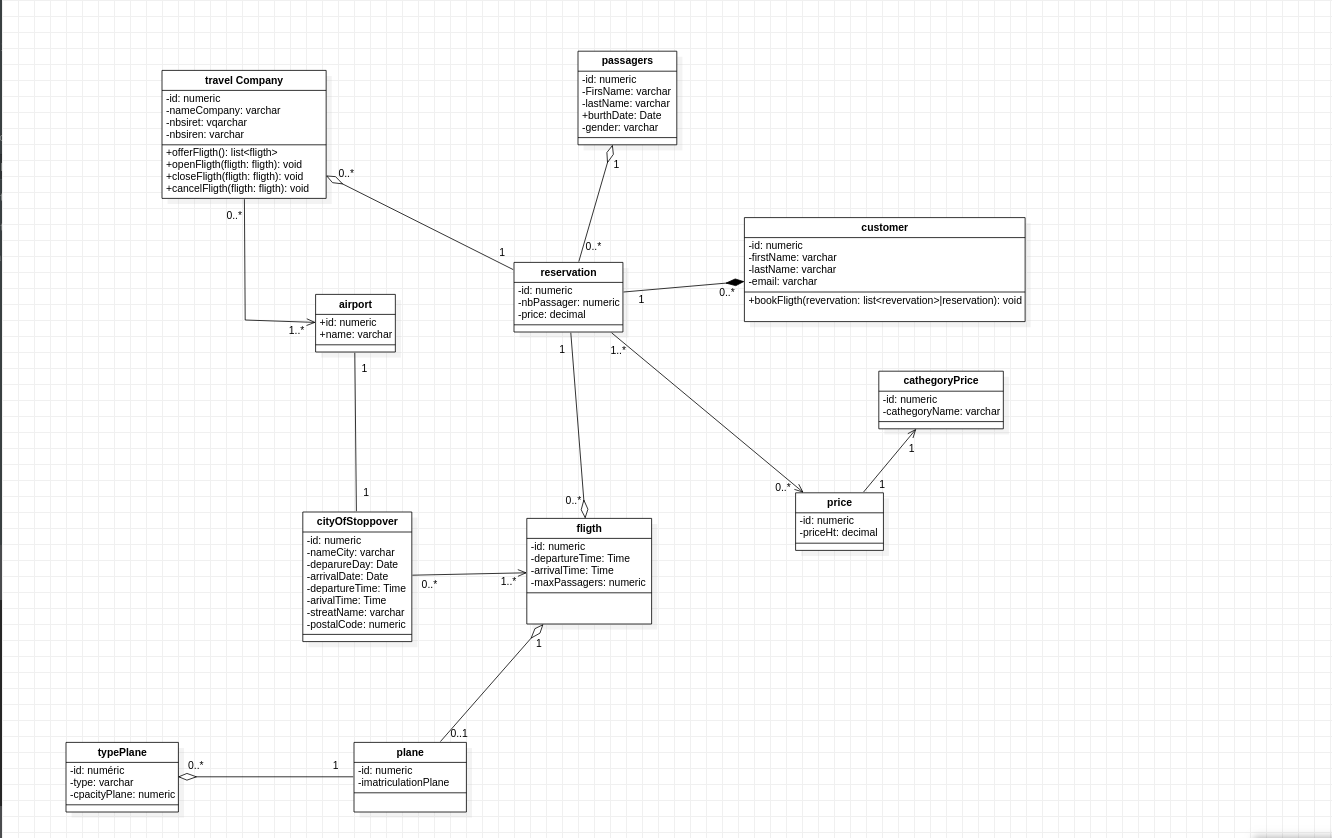 travel Company
-id: numeric
-nameCompany: varchar
-nbsiret: vqarchar
-nbsiren: varchar
+offerFligth(): list<fligth>
+openFligth(fligth: fligth): void
+closeFligth(fligth: fligth): void
+cancelFligth(fligth: fligth): void
0..*
0..*
1
passagers
-id: numeric
-FirsName: varchar
-lastName: varchar
+burthDate: Date
-gender: varchar
1
0..*
customer
-id: numeric
-firstName: varchar
-lastName: varchar
-email: varchar
+bookFligth(revervation: list<revervation>|reservation): void
reservation
-id: numeric
-nbPassager: numeric
-price: decimal
1
0..*
1
1..*
airport
+id: numeric
+name: varchar
1..*
1
1
cathegoryPrice
-id: numeric
-cathegoryName: varchar
1
1
0..*
price
-id: numeric
-priceHt: decimal
cityOfStoppover
-id: numeric
-nameCity: varchar
-deparureDay: Date
-arrivalDate: Date
-departureTime: Time
-arivalTime: Time
-streatName: varchar
-postalCode: numeric
0..*
1..*
0..*
fligth
-id: numeric
-departureTime: Time
-arrivalTime: Time
-maxPassagers: numeric
1
0..1
typePlane
-id: numéric
-type: varchar
-cpacityPlane: numeric
0..*
1
plane
-id: numeric
-imatriculationPlane